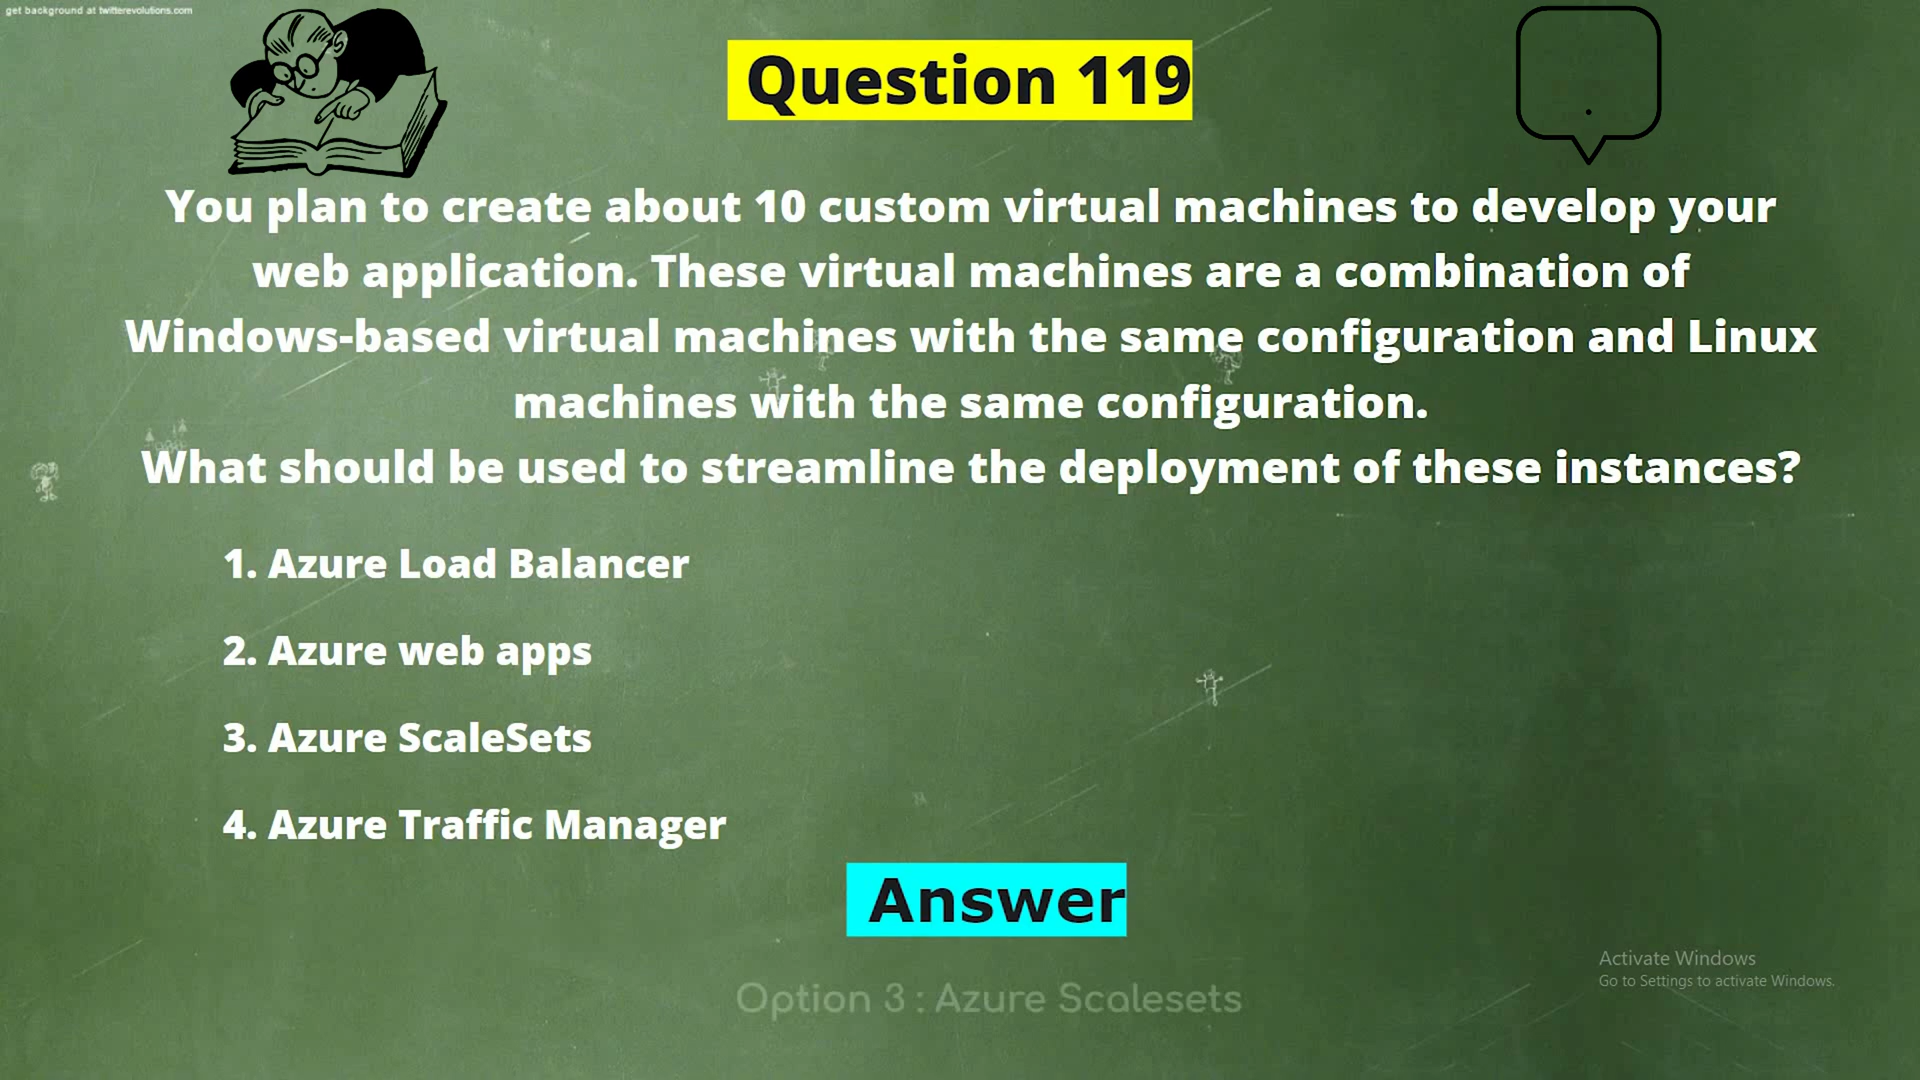 get background at twitterevolutions.com
Question 119
You plan to create about 10 custom virtual machines to develop your
web application. These virtual machines are a combination of
Windows-based virtual machines with the same configuration and Linux
machines with the same configuration.
What should be used to streamline the deployment of these instances?
1. Azure Load Balancer
2. Azure web apps
3. Azure ScaleSets
4. Azure Traffic Manager
Answer
Option 3 : Azure Scalesets
Activate Windows
Go to Settings to activate Windows.